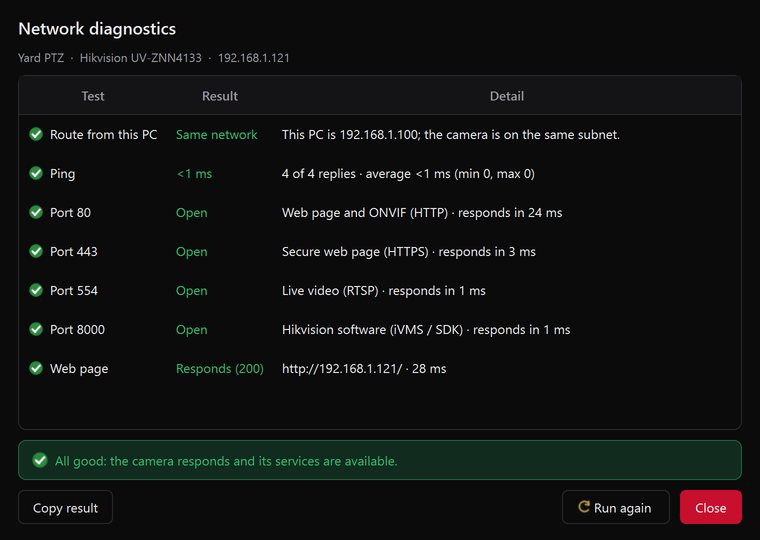 Network diagnostics
Yard PTZ · Hikvision UV-ZNN4133 · 192.168.1.121
Test Result Detail
Route from this PC Same network This PC is 192.168.1.100; the camera is on the same subnet.
Ping <1 ms 4 of 4 replies · average <1 ms (min 0, max 0)
Port 80 Open Web page and ONVIF (HTTP) · responds in 24 ms
Port 443 Open Secure web page (HTTPS) · responds in 3 ms
Port 554 Open Live video (RTSP) · responds in 1 ms
Port 8000 Open Hikvision software (iVMS / SDK) · responds in 1 ms
Web page Responds (200) http://192.168.1.121/ · 28 ms
All good: the camera responds and its services are available.
Copy result Run again Close